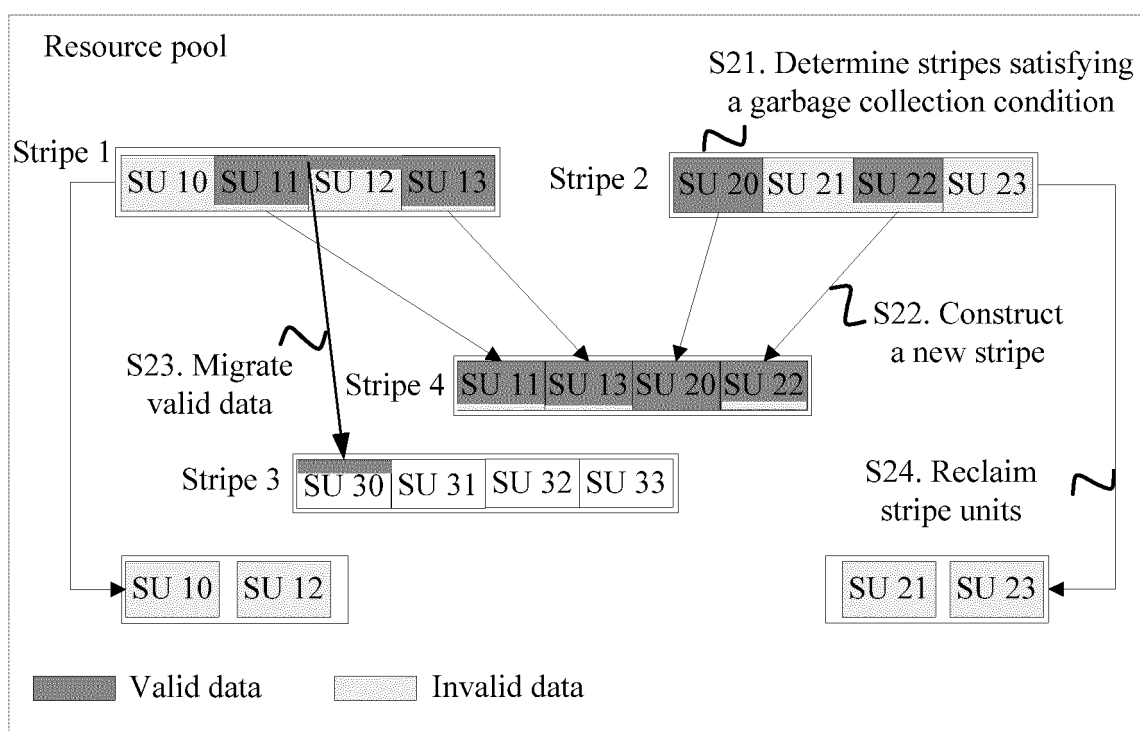 Resource pool
S21. Determine stripes satisfying
a garbage collection condition
Stripe 1
SU 10 SU 11 SU 12 SU 13
Stripe 2
SU 20 SU 21 SU 22 SU 23
S22. Construct
a new stripe
S23. Migrate
valid data
Stripe 4
SU 11 SU 13 SU 20 SU 22
Stripe 3
SU 30 SU 31 SU 32 SU 33
S24. Reclaim
stripe units
SU 10 SU 12
SU 21 SU 23
Valid data
Invalid data